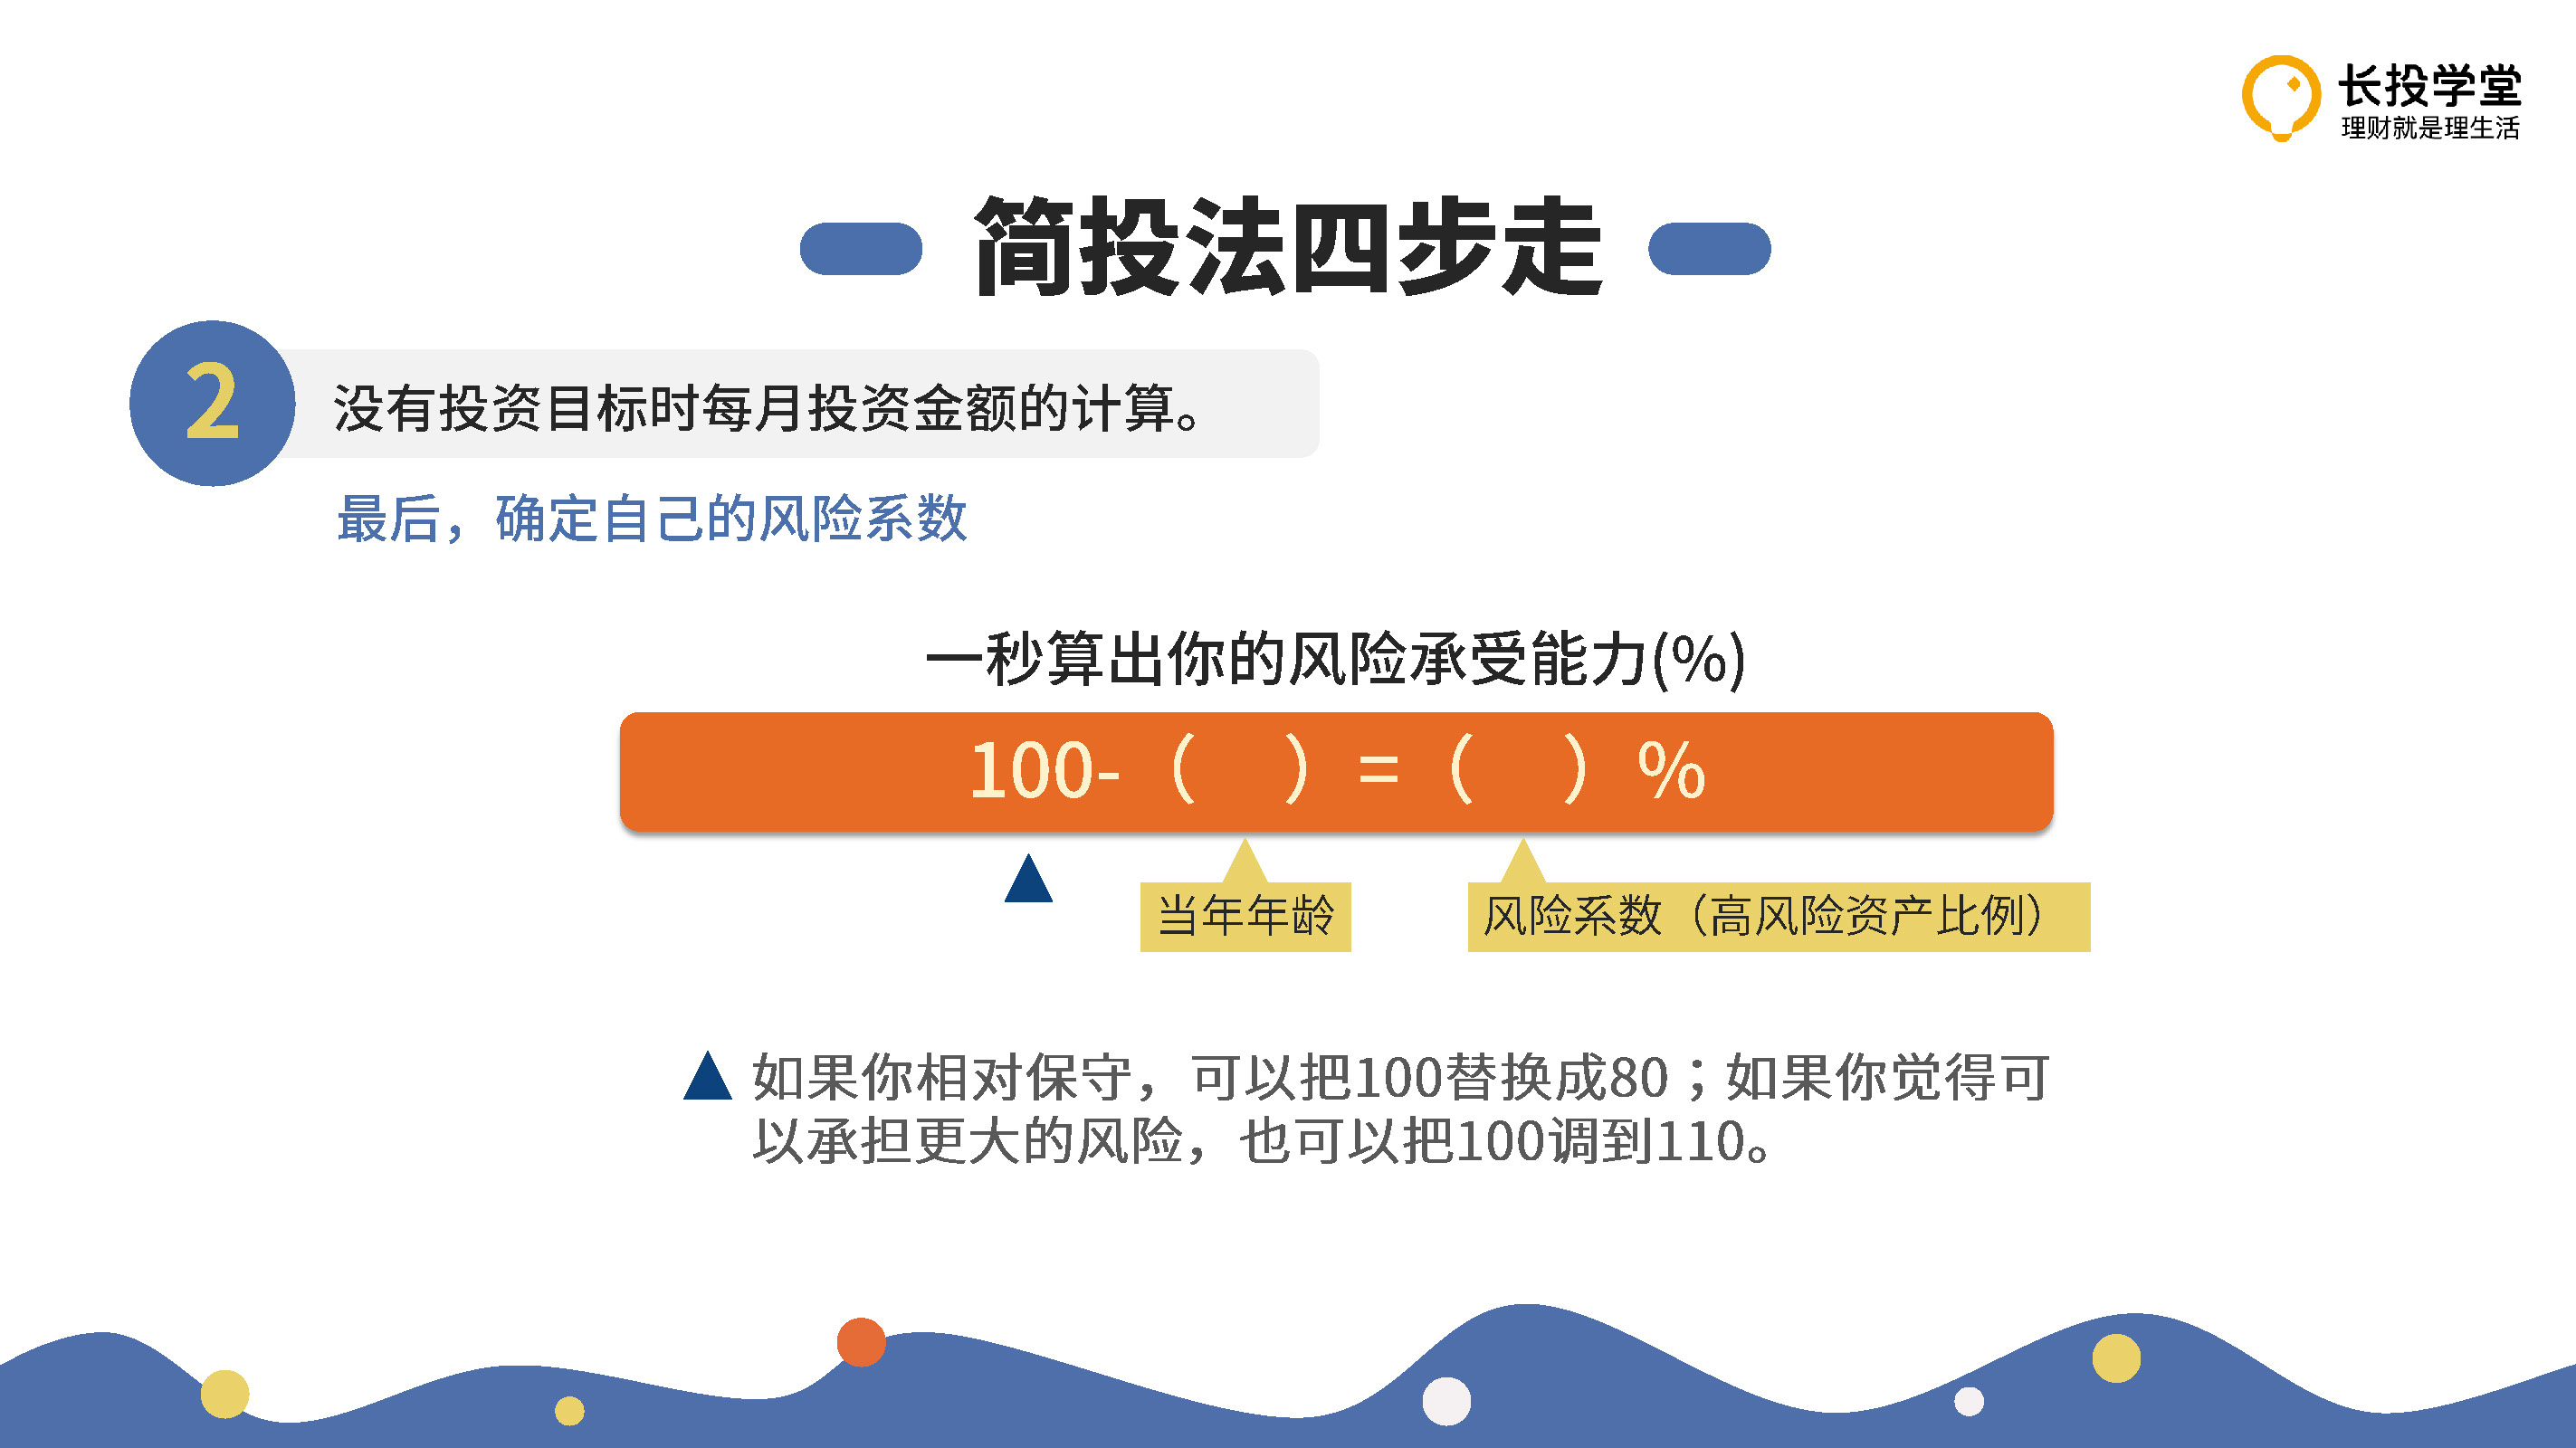 长投学堂
理财就是理生活
简投法四步走
2
没有投资目标时每月投资金额的计算。
最后，确定自己的风险系数
一秒算出你的风险承受能力(%)
100-（　）=（　）%
当年年龄
风险系数（高风险资产比例）
▲ 如果你相对保守，可以把100替换成80；如果你觉得可
以承担更大的风险，也可以把100调到110。